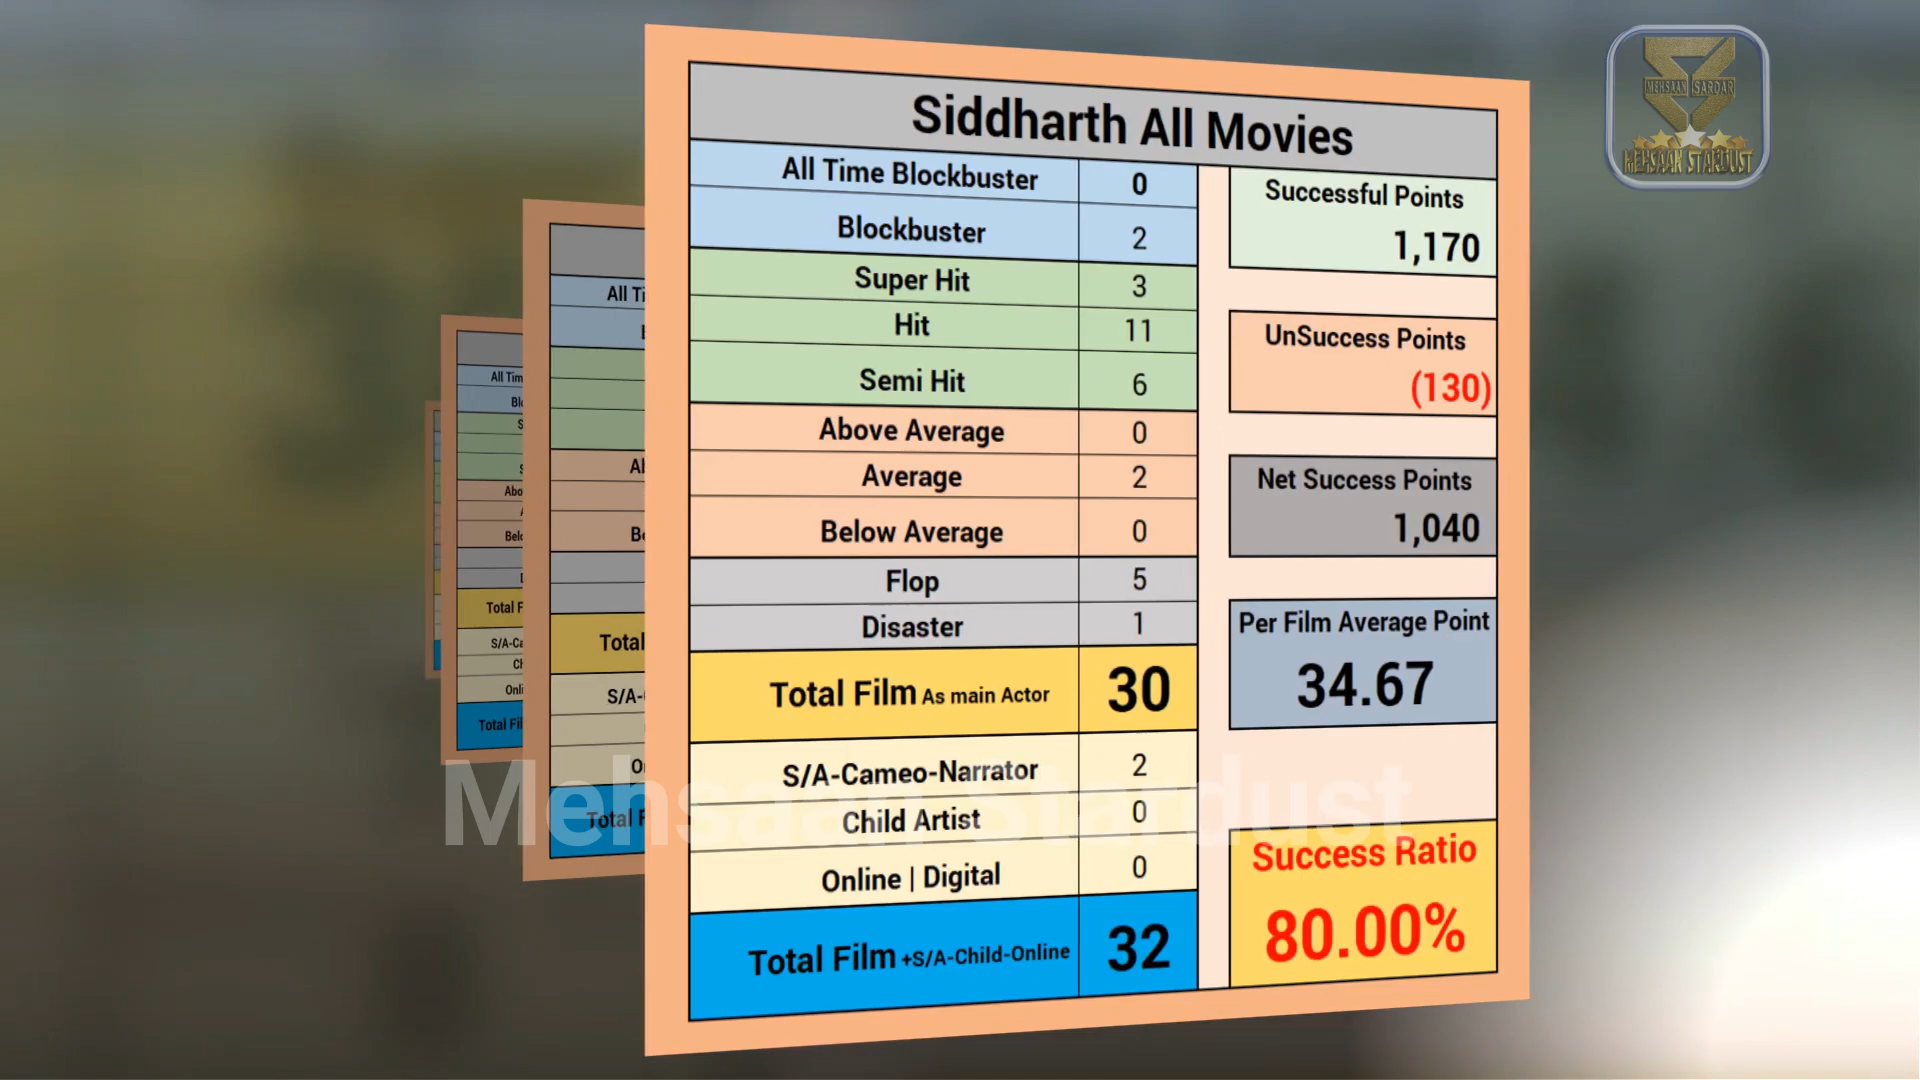 MEHSAAN SARDAR
MEHSAAN STARDUST
Siddharth All Movies
All Time Blockbuster 0
Blockbuster 2
Super Hit 3
Hit 11
Semi Hit 6
Above Average 0
Average 2
Below Average 0
Flop 5
Disaster 1
Total Film As main Actor 30
S/A-Cameo-Narrator 2
Child Artist 0
Online | Digital 0
Total Film +S/A-Child-Online 32
Successful Points
1,170
UnSuccess Points
(130)
Net Success Points
1,040
Per Film Average Point
34.67
Success Ratio
80.00%
Mehsaan Stardust